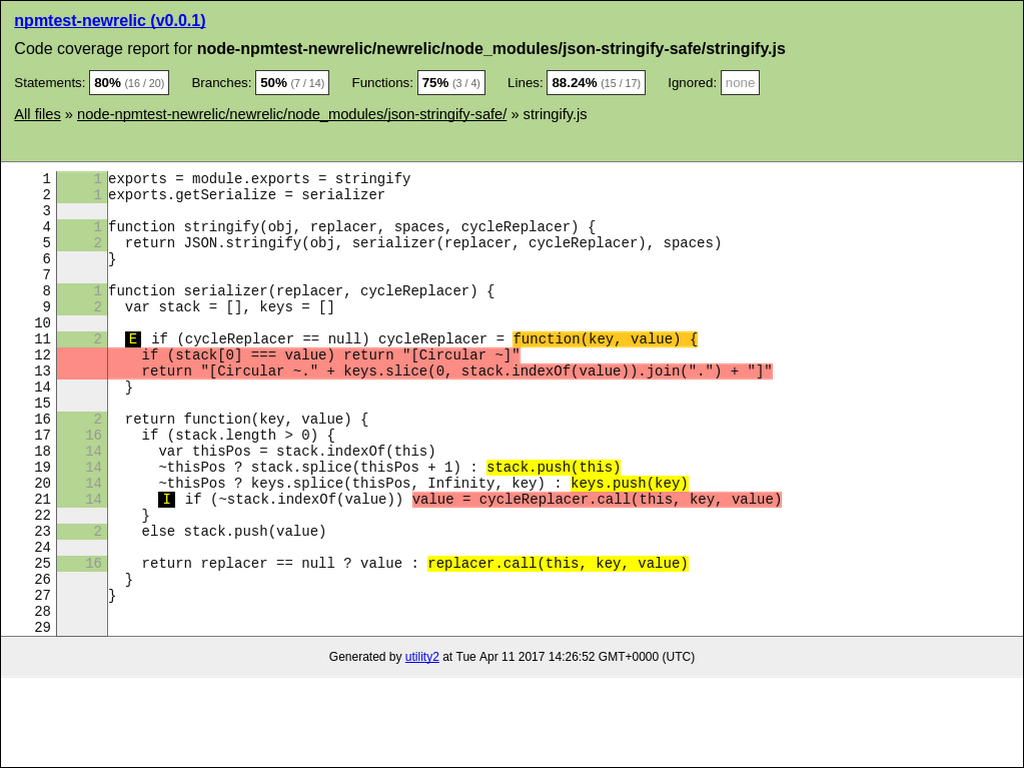 npmtest-newrelic (v0.0.1)
Code coverage report for node-npmtest-newrelic/newrelic/node_modules/json-stringify-safe/stringify.js
Statements: 80% (16 / 20) Branches: 50% (7 / 14) Functions: 75% (3 / 4) Lines: 88.24% (15 / 17) Ignored: none
All files » node-npmtest-newrelic/newrelic/node_modules/json-stringify-safe/ » stringify.js
1 1 exports = module.exports = stringify
2 1 exports.getSerialize = serializer
3
4 1 function stringify(obj, replacer, spaces, cycleReplacer) {
5 2   return JSON.stringify(obj, serializer(replacer, cycleReplacer), spaces)
6 }
7
8 1 function serializer(replacer, cycleReplacer) {
9 2   var stack = [], keys = []
10
11 2   E if (cycleReplacer == null) cycleReplacer = function(key, value) {
12     if (stack[0] === value) return "[Circular ~]"
13     return "[Circular ~." + keys.slice(0, stack.indexOf(value)).join(".") + "]"
14   }
15
16 2   return function(key, value) {
17 16     if (stack.length > 0) {
18 14       var thisPos = stack.indexOf(this)
19 14       ~thisPos ? stack.splice(thisPos + 1) : stack.push(this)
20 14       ~thisPos ? keys.splice(thisPos, Infinity, key) : keys.push(key)
21 14       I if (~stack.indexOf(value)) value = cycleReplacer.call(this, key, value)
22     }
23 2     else stack.push(value)
24
25 16     return replacer == null ? value : replacer.call(this, key, value)
26   }
27 }
28
29
Generated by utility2 at Tue Apr 11 2017 14:26:52 GMT+0000 (UTC)